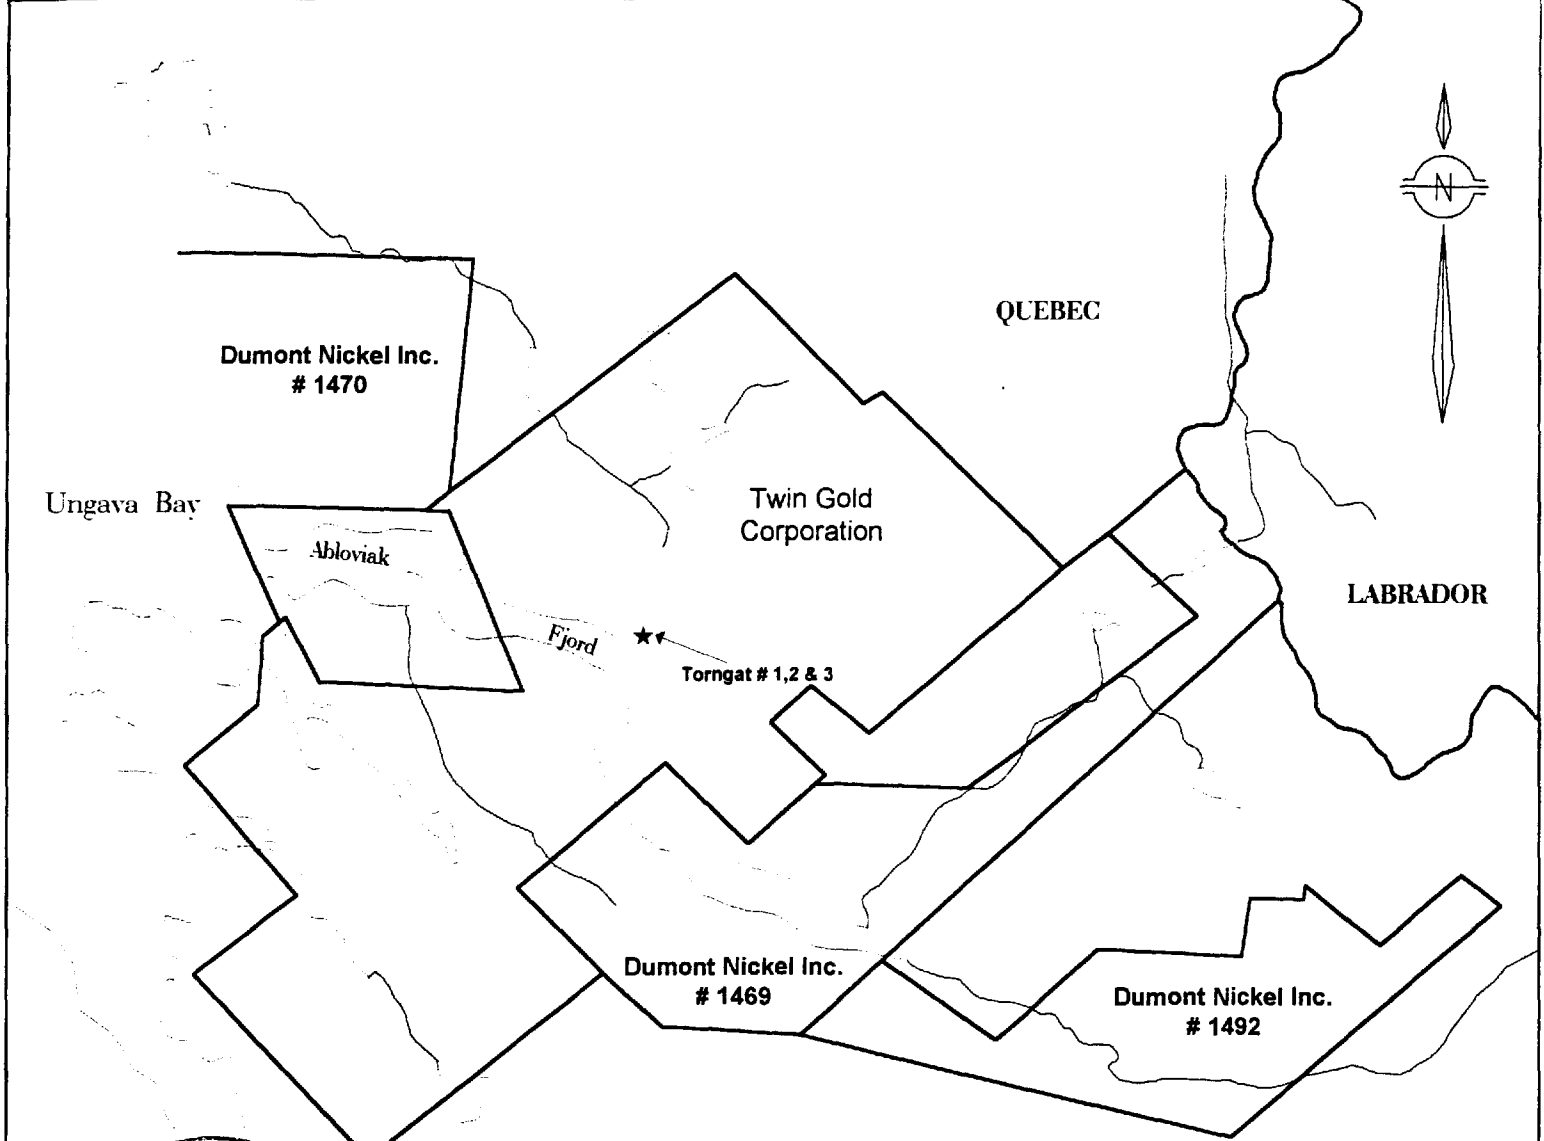 N
QUEBEC
Dumont Nickel Inc.
# 1470
Twin Gold
Corporation
Ungava Bay
Abloviak
LABRADOR
Fjord
Torngat # 1,2 & 3
Dumont Nickel Inc.
# 1469
Dumont Nickel Inc.
# 1492